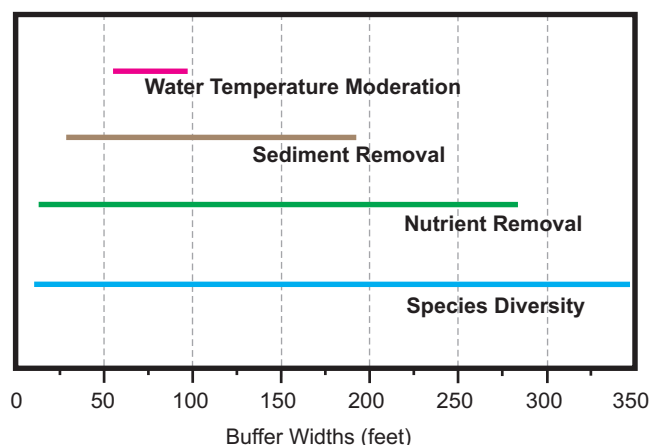 Water Temperature Moderation
Sediment Removal
Nutrient Removal
Species Diversity
0 50 100 150 200 250 300 350
Buffer Widths (feet)